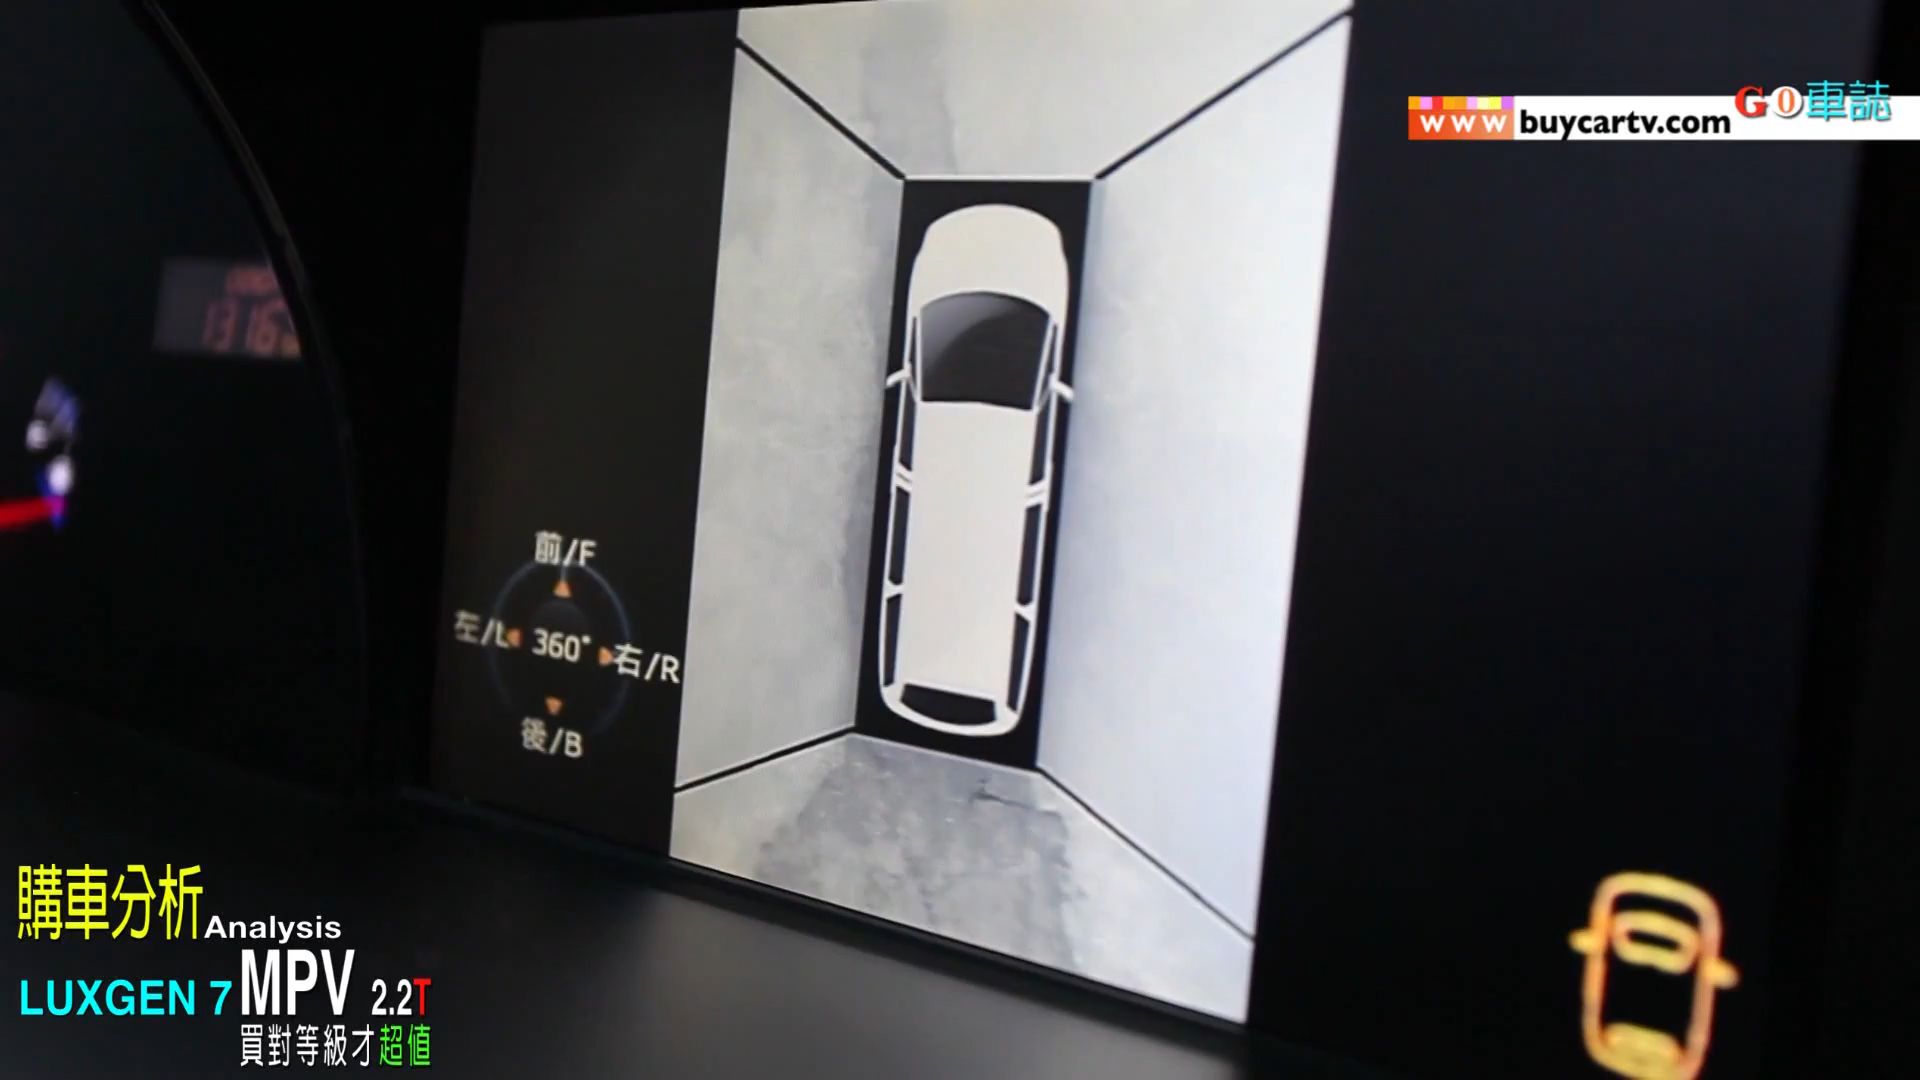 www buycartv.com GO車誌
前/F
左/L 360° 右/R
後/B
購車分析 Analysis
LUXGEN 7 MPV 2.2T
買對等級才超值